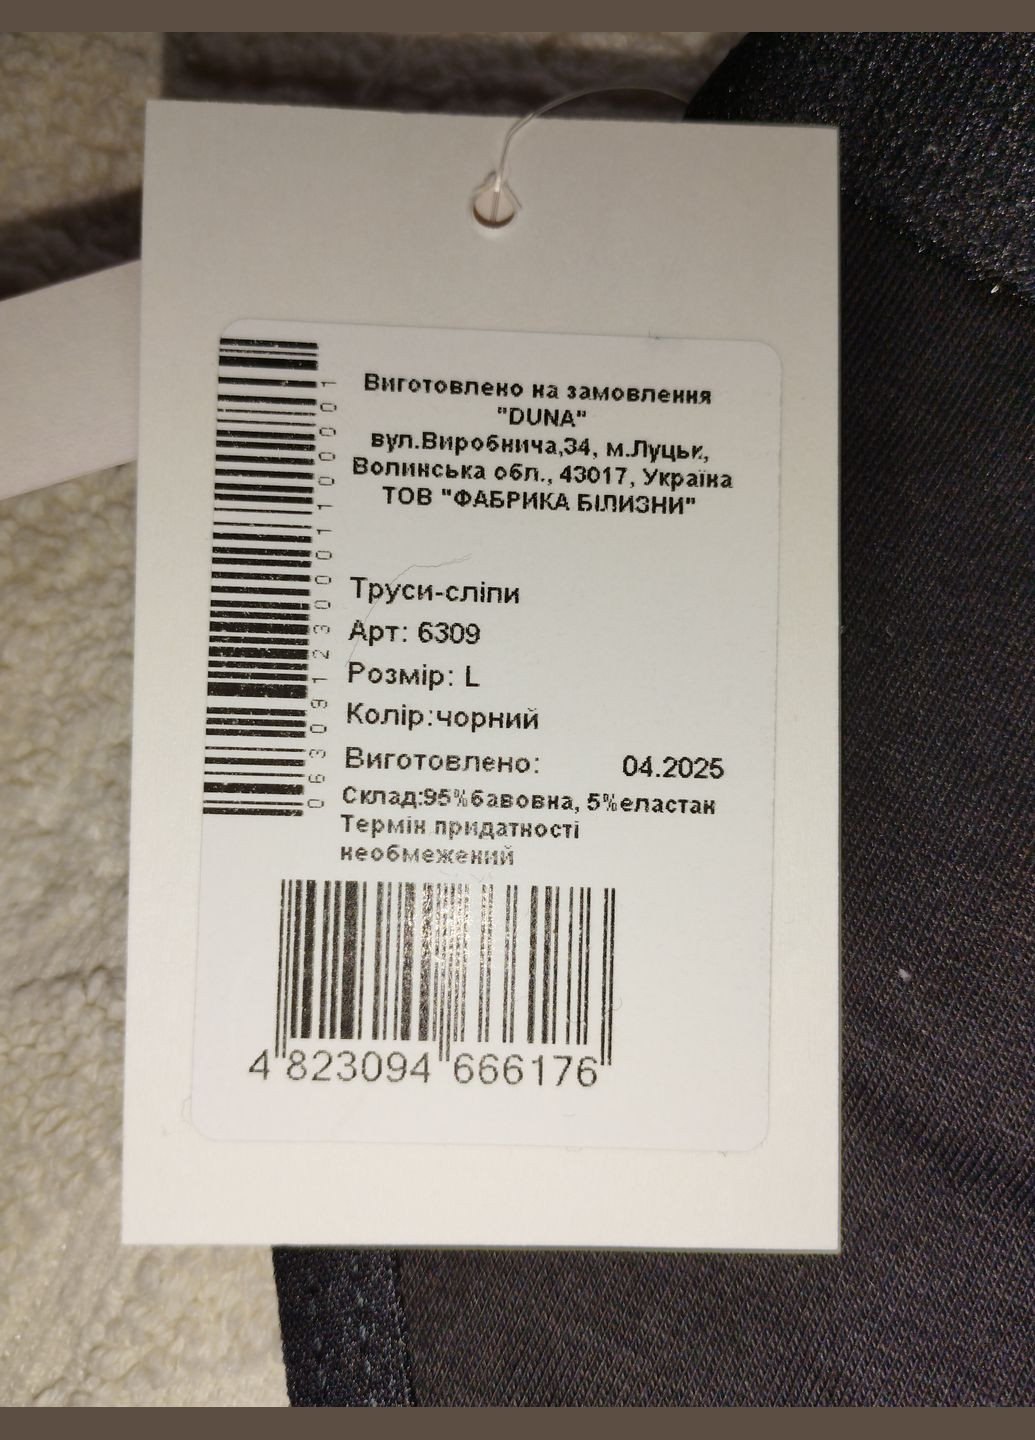 Виготовлено на замовлення
"DUNA"
вул.Виробнича,34, м.Луцьк,
Волинська обл., 43017, Україна
ТОВ "ФАБРИКА БІЛИЗНИ"
Труси-сліпи
Арт: 6309
Розмір: L
Колір:чорний
Виготовлено: 04.2025
Склад:95%бавовна, 5%еластан
Термін придатності
необмежений
4 823094 666176